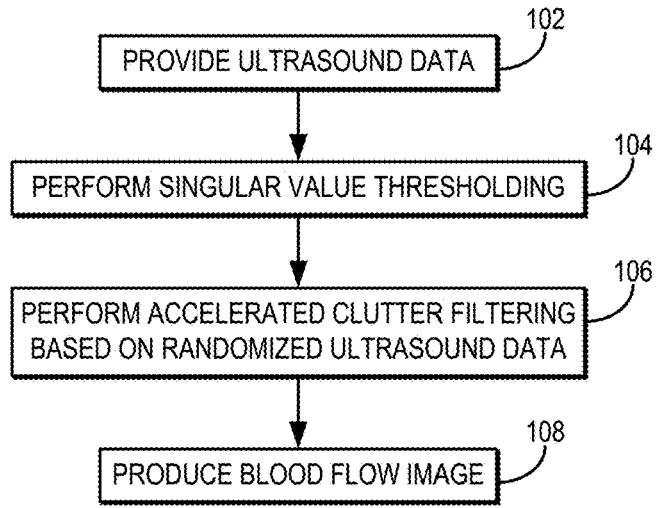 102
PROVIDE ULTRASOUND DATA
104
PERFORM SINGULAR VALUE THRESHOLDING
106
PERFORM ACCELERATED CLUTTER FILTERING
BASED ON RANDOMIZED ULTRASOUND DATA
108
PRODUCE BLOOD FLOW IMAGE